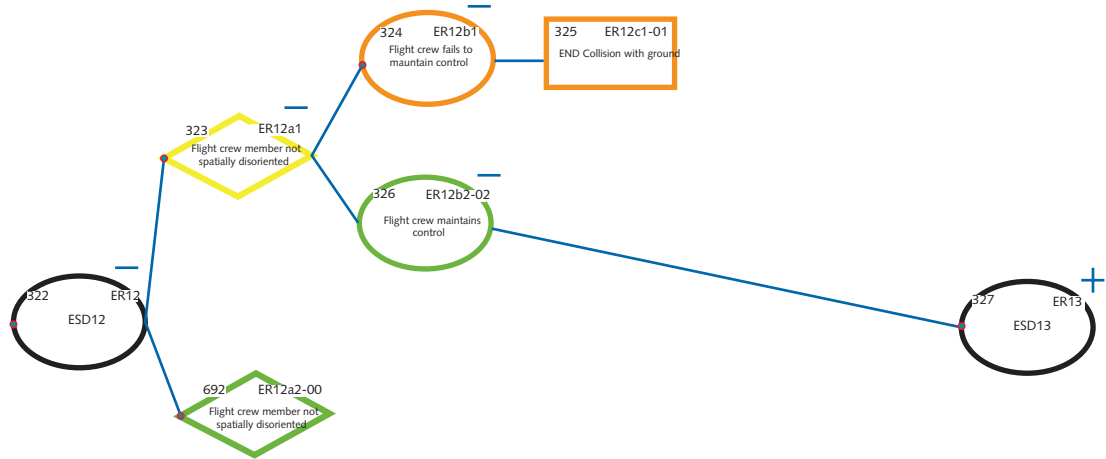 324 ER12b1
Flight crew fails to
mauntain control
325 ER12c1-01
END Collision with ground
323 ER12a1
Flight crew member not
spatially disoriented
326 ER12b2-02
Flight crew maintains
control
322 ER12
ESD12
327 ER13
ESD13
692 ER12a2-00
Flight crew member not
spatially disoriented